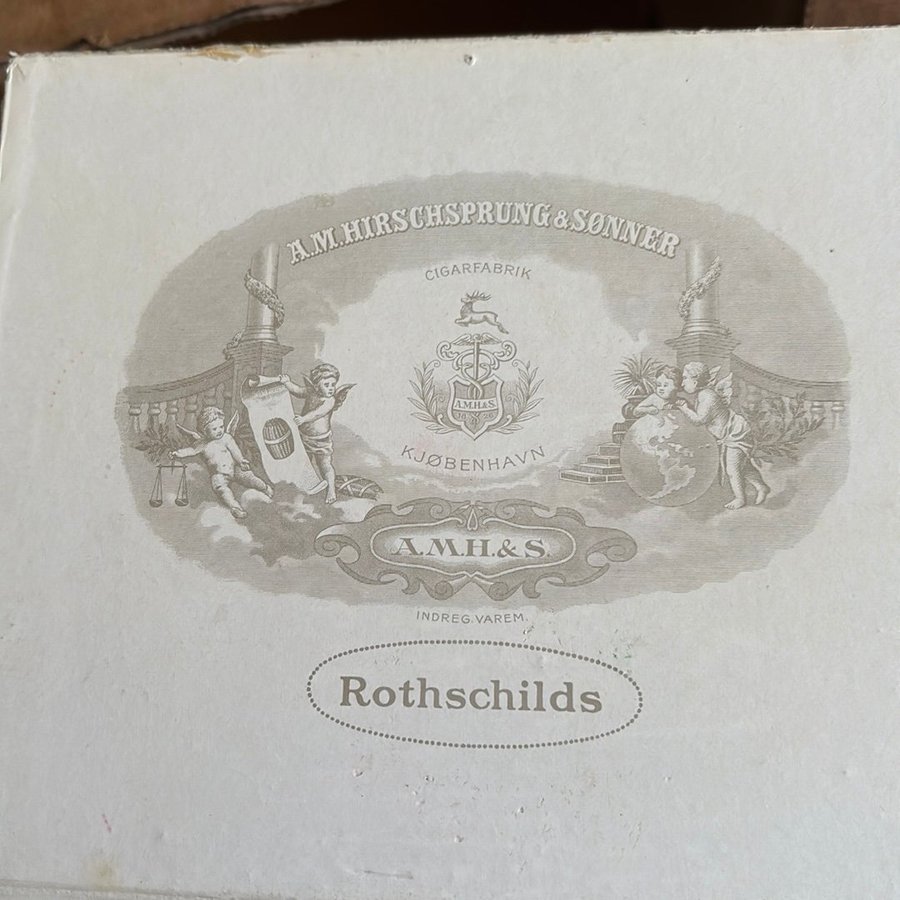 A.M.HIRSCHSPRUNG & SØNNER
CIGARFABRIK
A.M.H.& S.
KJØBENHAVN
A.M.H.& S.
INDREG.VAREM.
Rothschilds